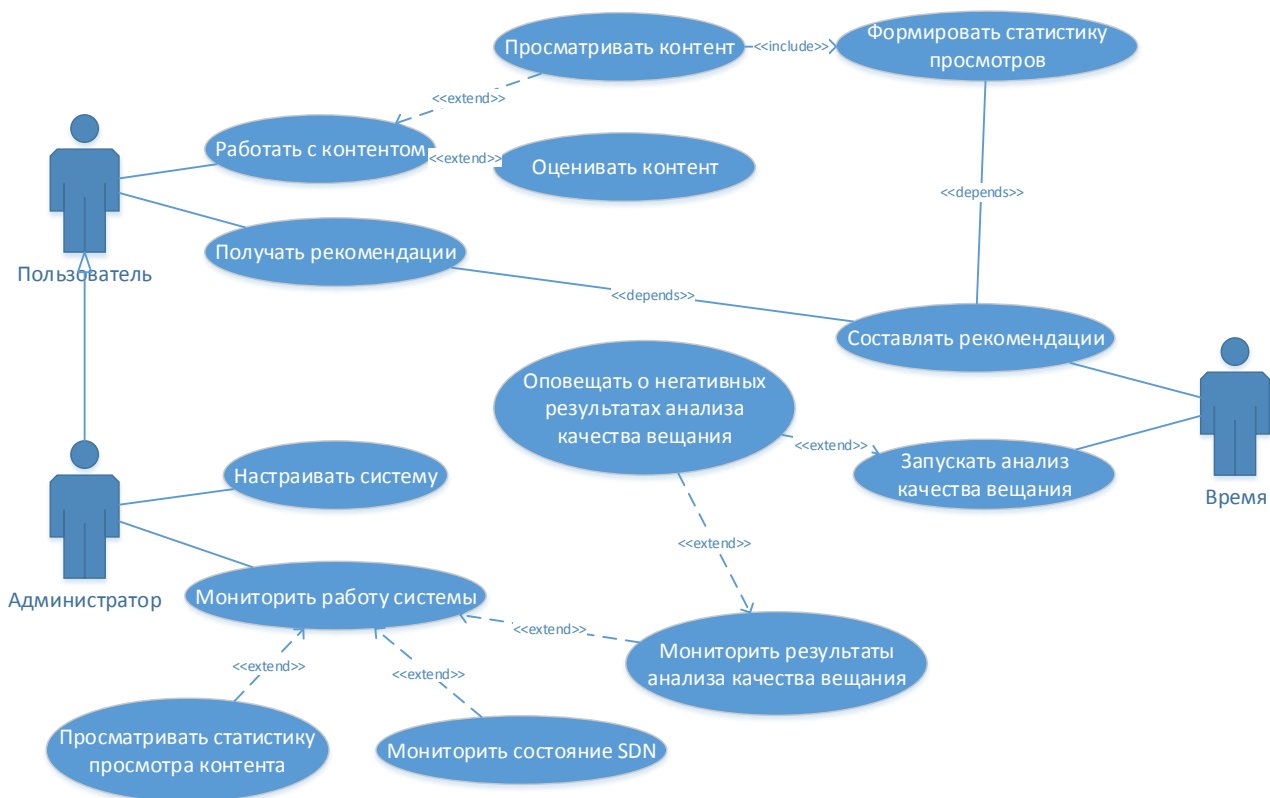 Просматривать контент
<<include>>
Формировать статистику
просмотров
<<extend>>
Работать с контентом
<<extend>>
Оценивать контент
<<depends>>
Пользователь
Получать рекомендации
<<depends>>
Составлять рекомендации
Оповещать о негативных
результатах анализа
качества вещания
<<extend>>
Запускать анализ
качества вещания
Время
Настраивать систему
<<extend>>
Администратор
Мониторить работу системы
<<extend>>
Мониторить результаты
анализа качества вещания
<<extend>>
<<extend>>
Просматривать статистику
просмотра контента
Мониторить состояние SDN